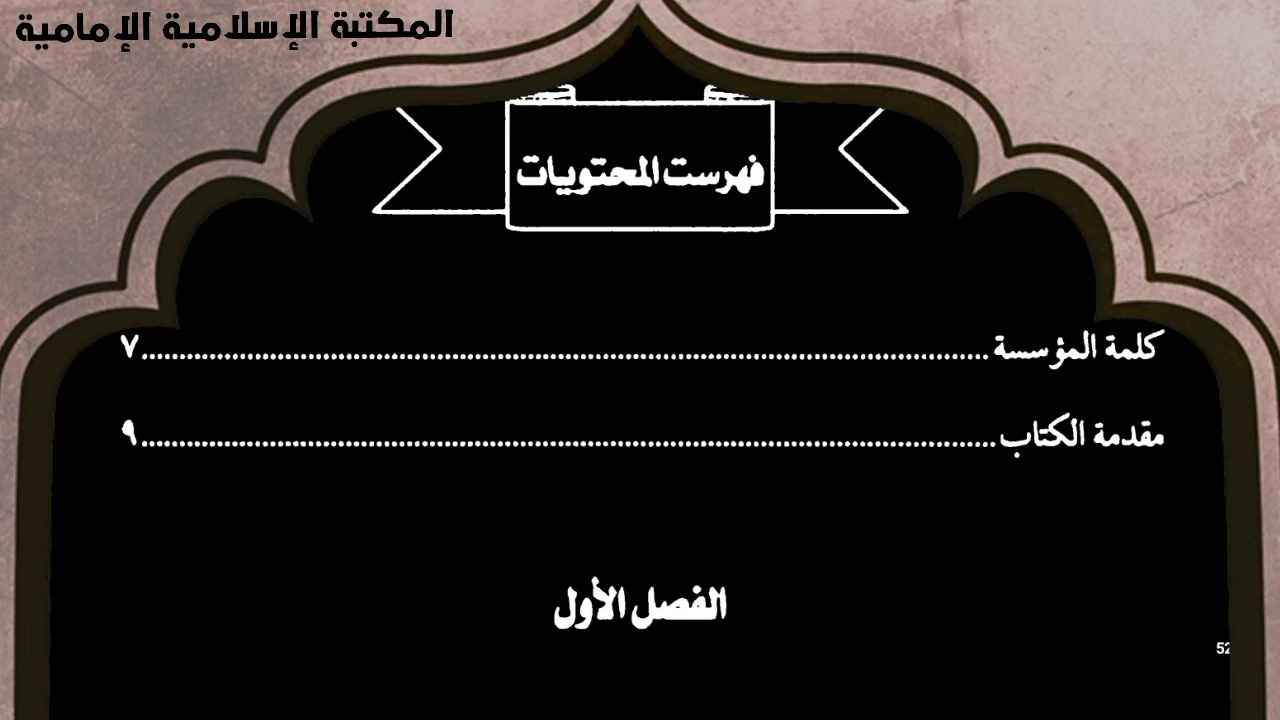 المكتبة الإسلامية الإمامية
فهرست المحتويات
كلمة المؤسسة ٧
مقدمة الكتاب ٩
الفصل الأول
52